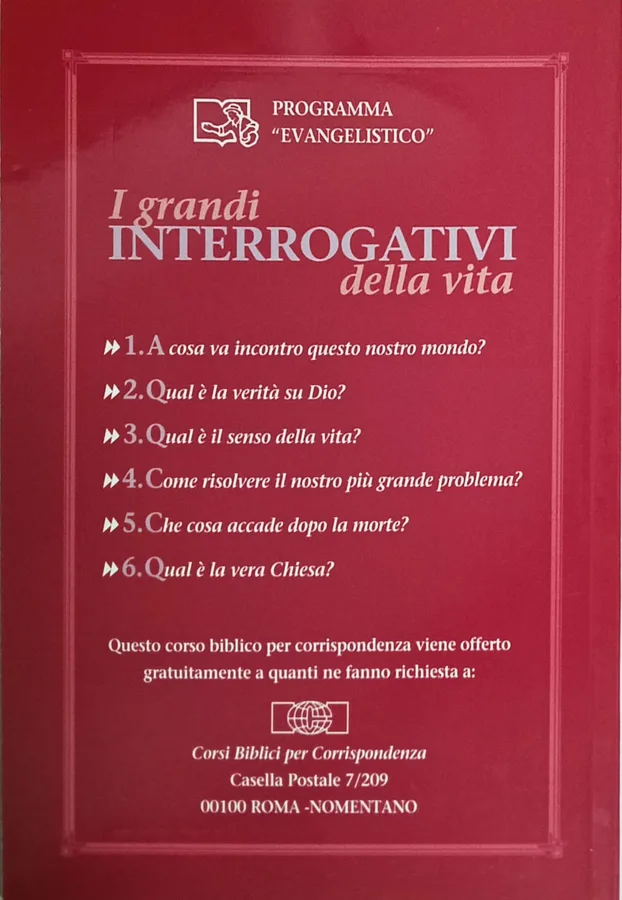 PROGRAMMA
"EVANGELISTICO"
I grandi
INTERROGATIVI
della vita
1. A cosa va incontro questo nostro mondo?
2. Qual è la verità su Dio?
3. Qual è il senso della vita?
4. Come risolvere il nostro più grande problema?
5. Che cosa accade dopo la morte?
6. Qual è la vera Chiesa?
Questo corso biblico per corrispondenza viene offerto
gratuitamente a quanti ne fanno richiesta a:
Corsi Biblici per Corrispondenza
Casella Postale 7/209
00100 ROMA -NOMENTANO